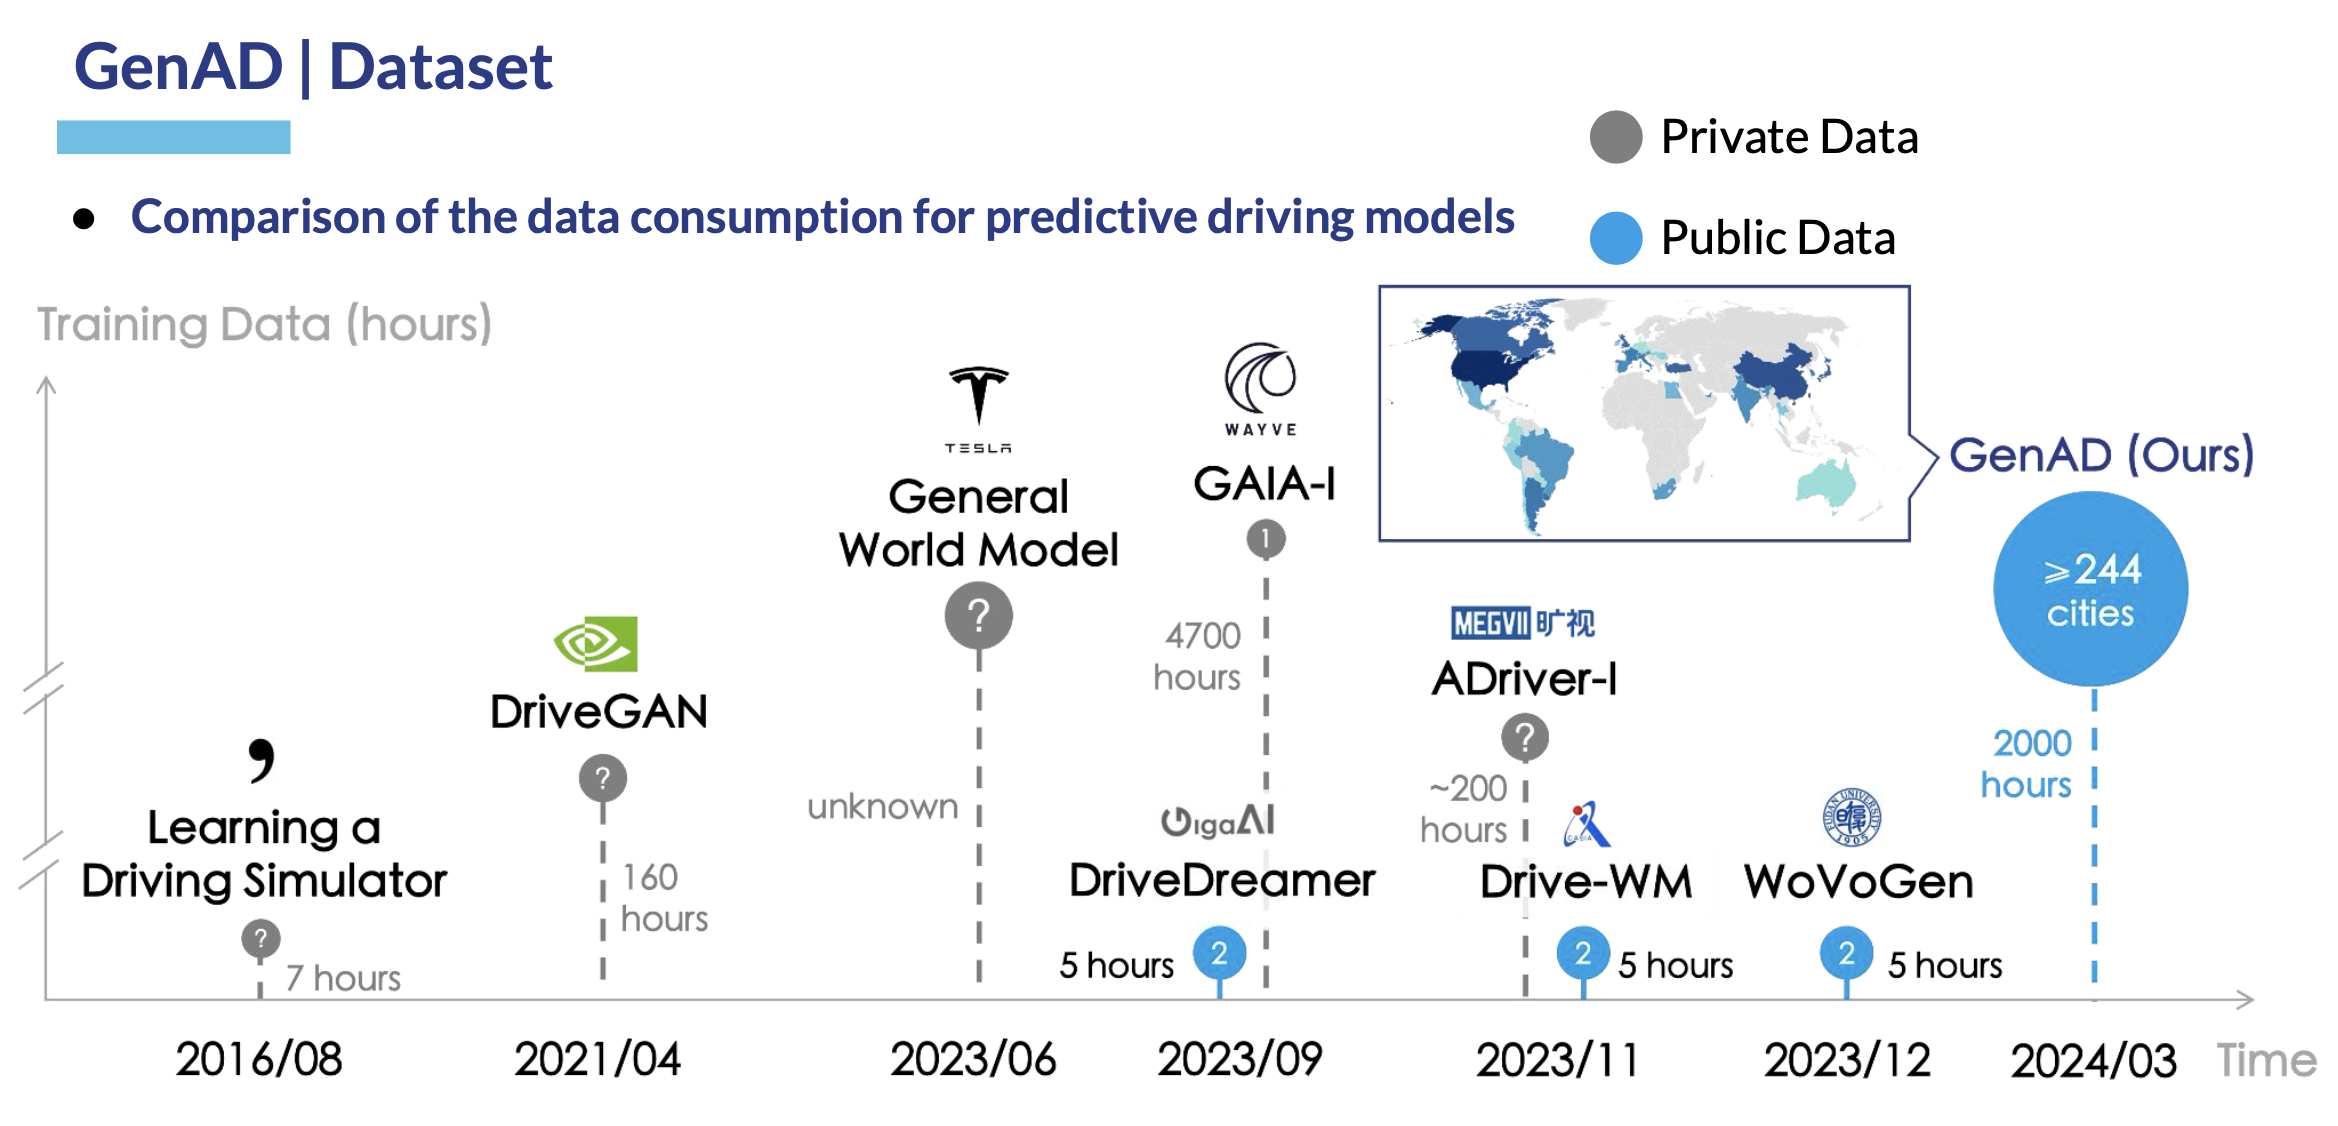 GenAD | Dataset
Private Data
Public Data
● Comparison of the data consumption for predictive driving models
Training Data (hours)
TESLA
General
World Model
?
unknown
WAYVE
GAIA-I
1
4700
hours
GenAD (Ours)
⩾244
cities
2000
hours
DriveGAN
?
160
hours
MEGVII 旷视
ADriver-I
?
~200
hours
,
Learning a
Driving Simulator
?
7 hours
GigaAI
DriveDreamer
5 hours
2
CASIA
Drive-WM
2
5 hours
FUDAN UNIVERSITY
1905
WoVoGen
2
5 hours
2016/08
2021/04
2023/06
2023/09
2023/11
2023/12
2024/03
Time